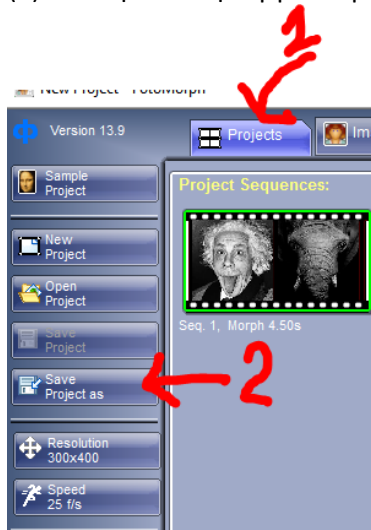 1
New Project - FotoMorph
Version 13.9
Projects
Im
Sample
Project
Project Sequences:
New
Project
Open
Project
Seq. 1, Morph 4.50s
Save
Project
Save
Project as
2
Resolution
300x400
Speed
25 f/s